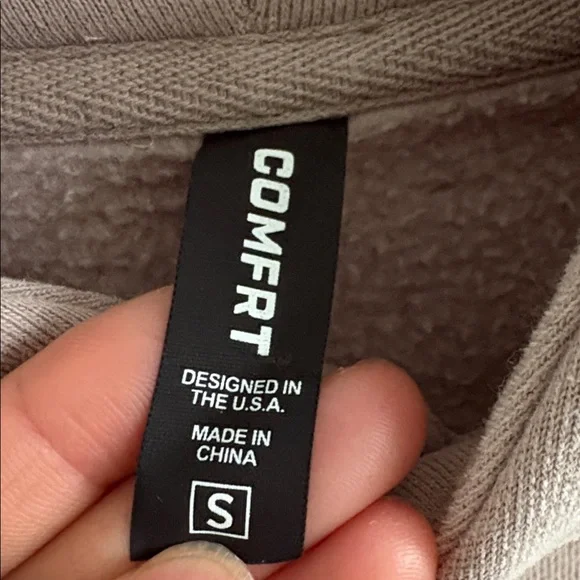 COMFRT
DESIGNED IN
THE U.S.A.
MADE IN
CHINA
S